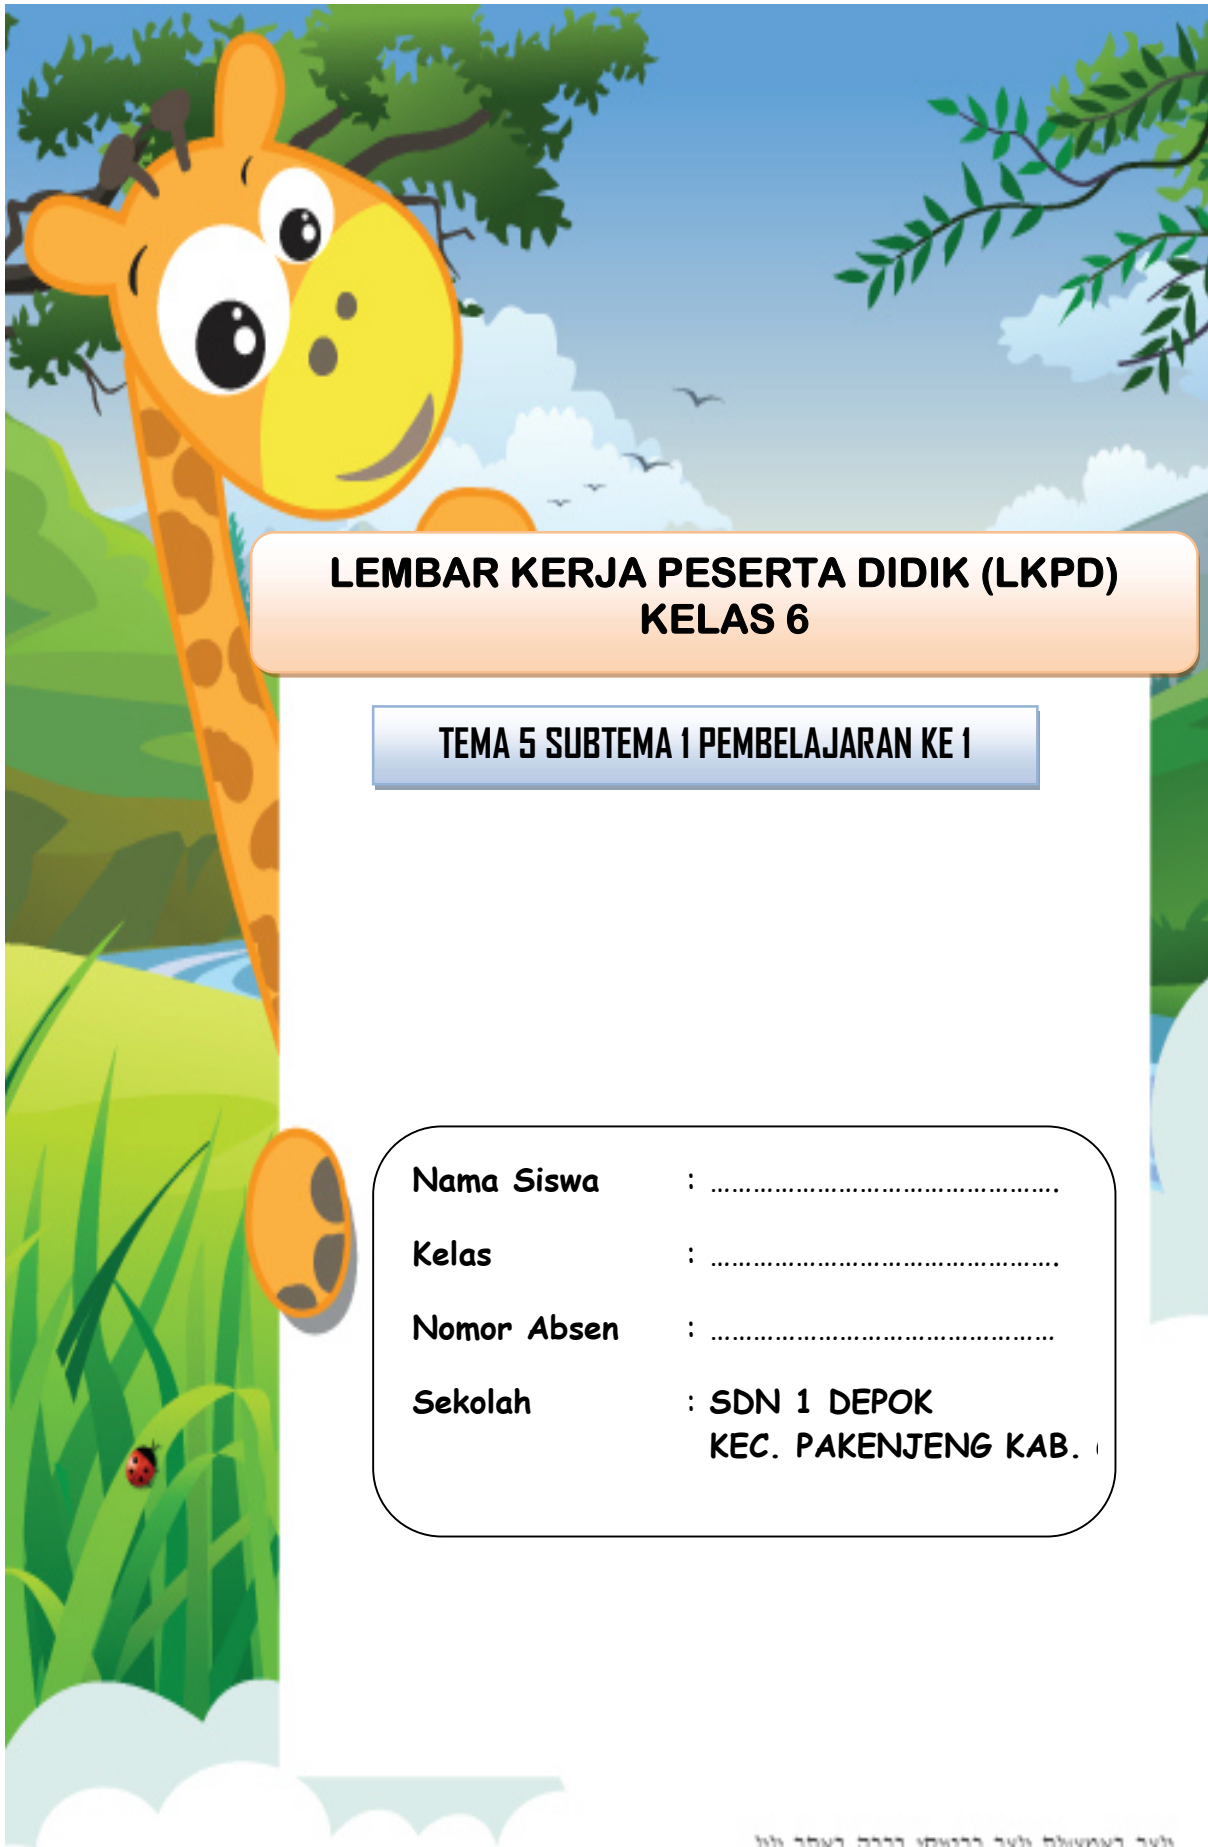 LEMBAR KERJA PESERTA DIDIK (LKPD)
KELAS 6
TEMA 5 SUBTEMA 1 PEMBELAJARAN KE 1
Nama Siswa : ………………………………………….
Kelas : ………………………………………….
Nomor Absen : …………………………………………
Sekolah : SDN 1 DEPOK
KEC. PAKENJENG KAB.